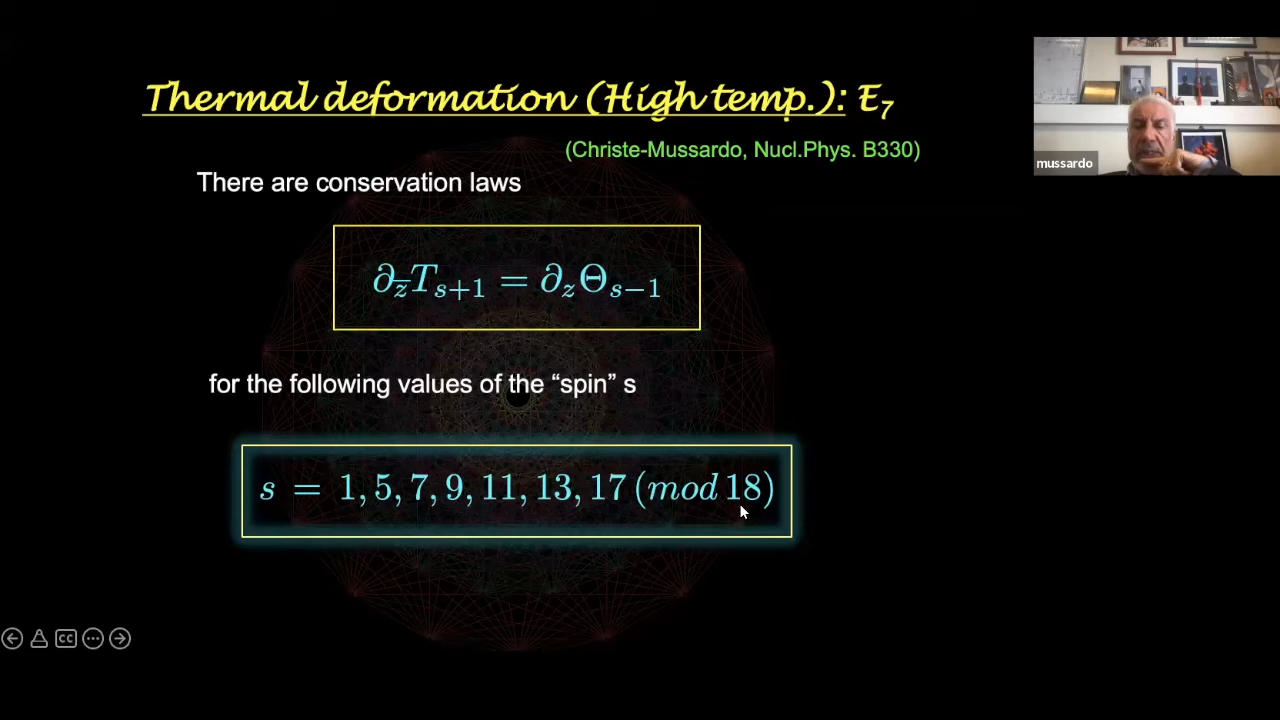 Thermal deformation (High temp.): E₇
(Christe-Mussardo, Nucl.Phys. B330)
mussardo
There are conservation laws
∂_z̄ T_{s+1} = ∂_z Θ_{s−1}
for the following values of the “spin” s
s = 1, 5, 7, 9, 11, 13, 17 (mod 18)
CC